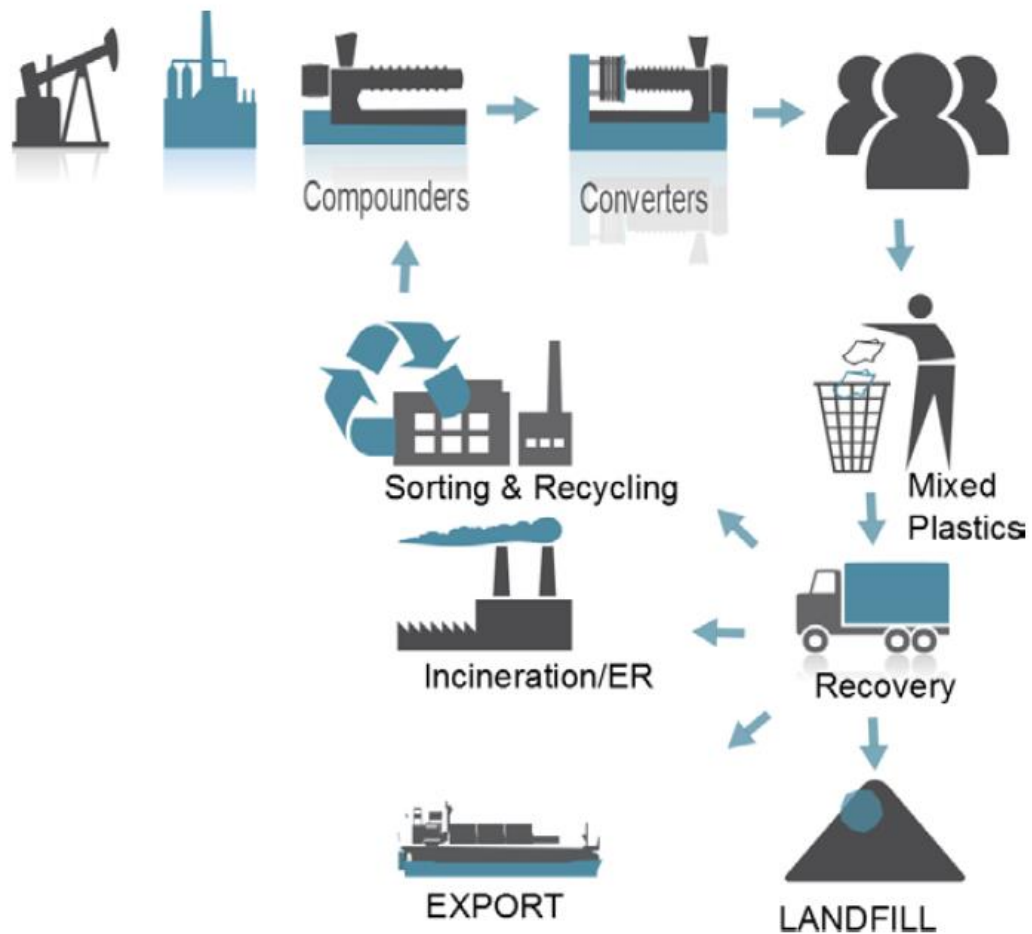 Compounders
Converters
Sorting & Recycling
Mixed
Plastics
Incineration/ER
Recovery
EXPORT
LANDFILL